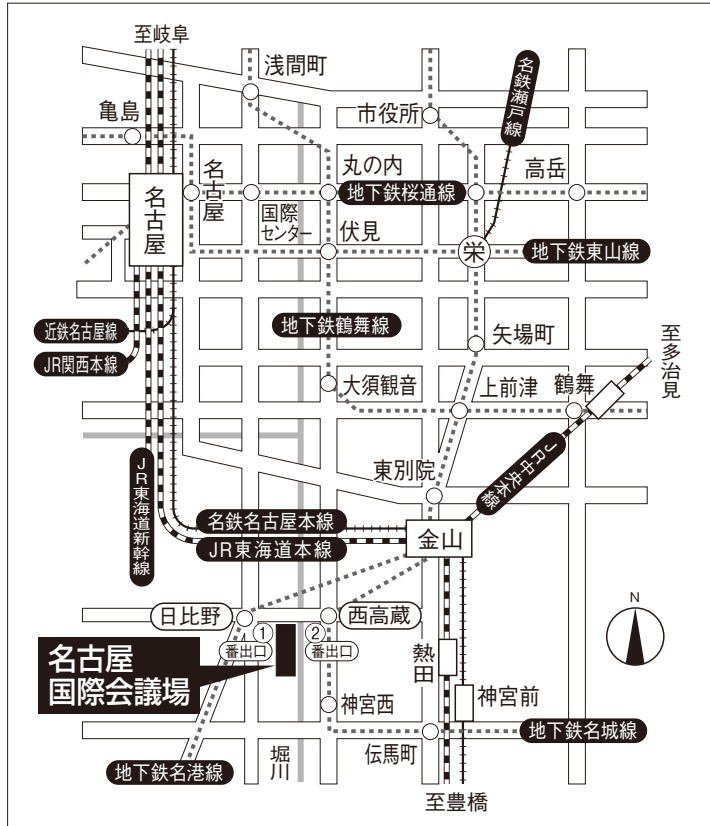 至岐阜
浅間町
名鉄瀬戸線
亀島
市役所
名古屋
名古屋
丸の内
地下鉄桜通線
高岳
国際
センター
伏見
栄
地下鉄東山線
近鉄名古屋線
JR関西本線
地下鉄鶴舞線
矢場町
至多治見
大須観音
上前津
鶴舞
JR東海道新幹線
東別院
JR中央本線
名鉄名古屋本線
JR東海道本線
金山
日比野
西高蔵
N
①
番出口
②
番出口
名古屋
国際会議場
熱田
神宮西
神宮前
地下鉄名城線
堀川
伝馬町
地下鉄名港線
至豊橋